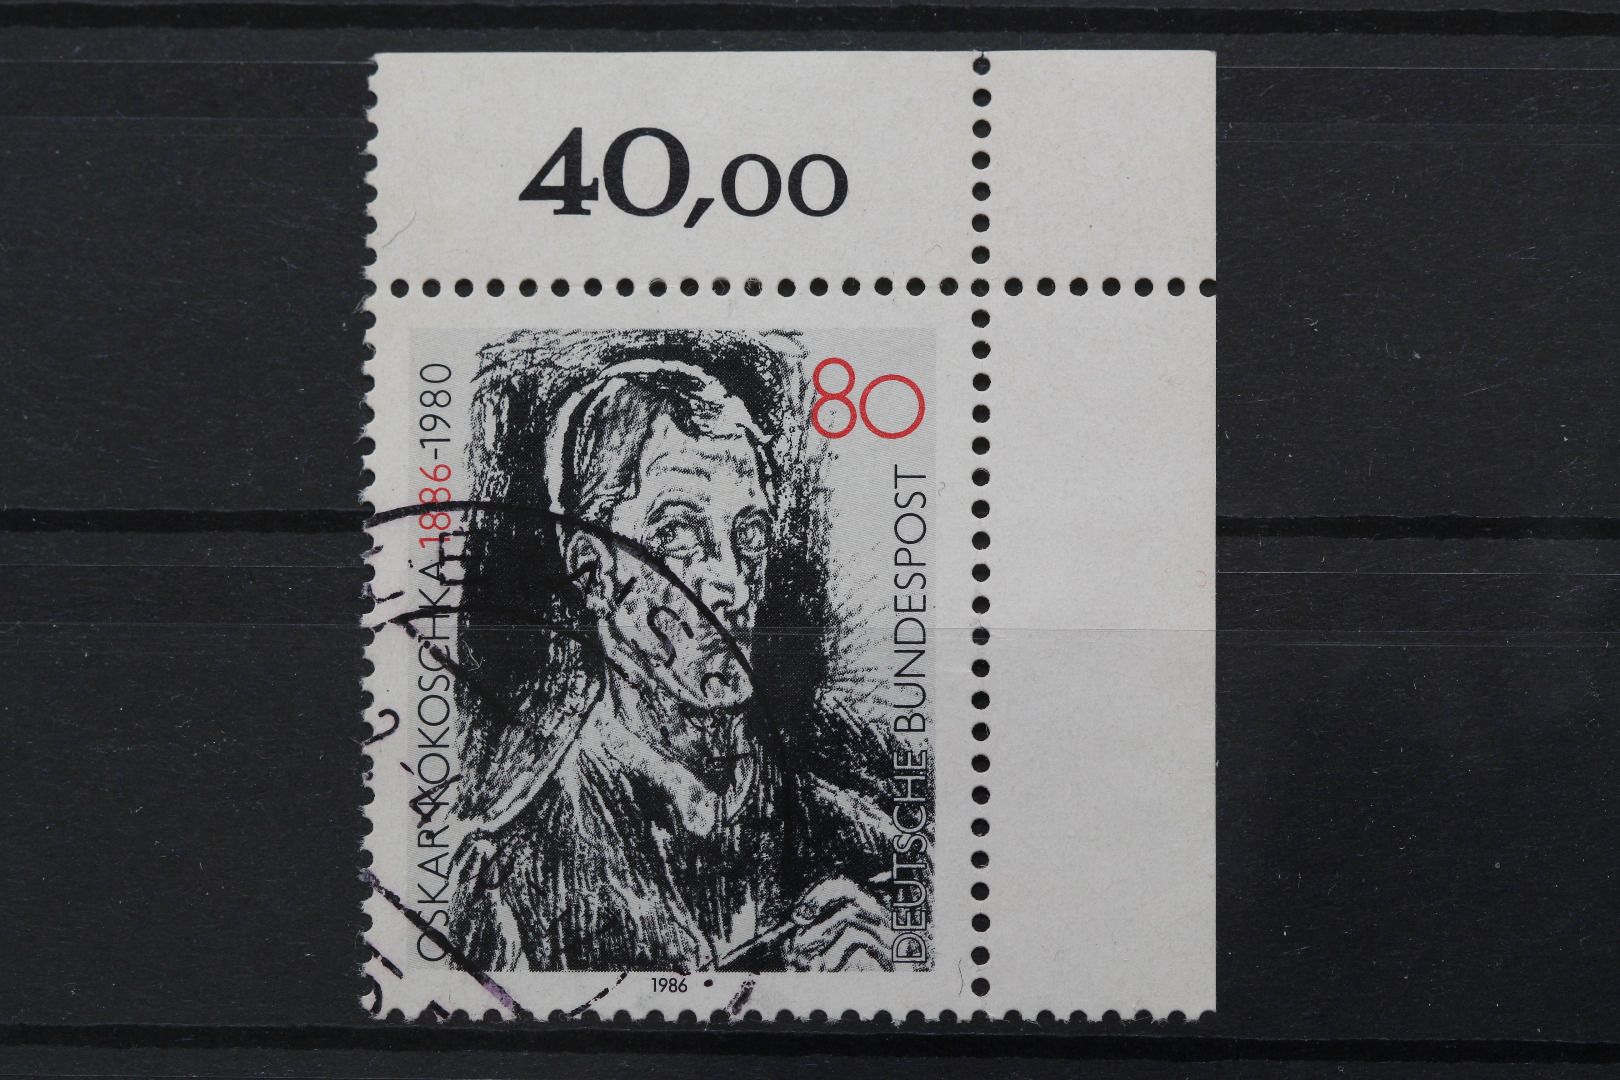 40,00
80
OSKAR KOKOSCHKA 1886-1980
DEUTSCHE BUNDESPOST
1986